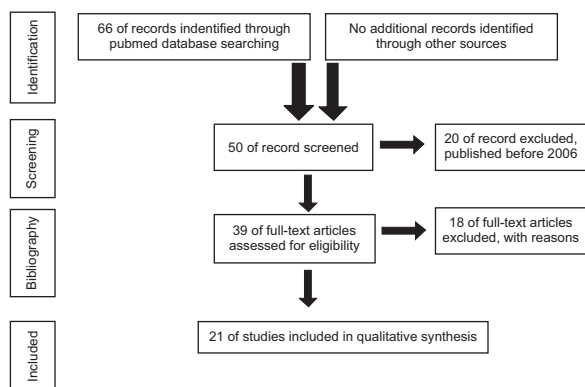 Identification
66 of records indentified through
pubmed database searching
No additional records identified
through other sources
Screening
50 of record screened
20 of record excluded,
published before 2006
Bibliography
39 of full-text articles
assessed for eligibility
18 of full-text articles
excluded, with reasons
Included
21 of studies included in qualitative synthesis